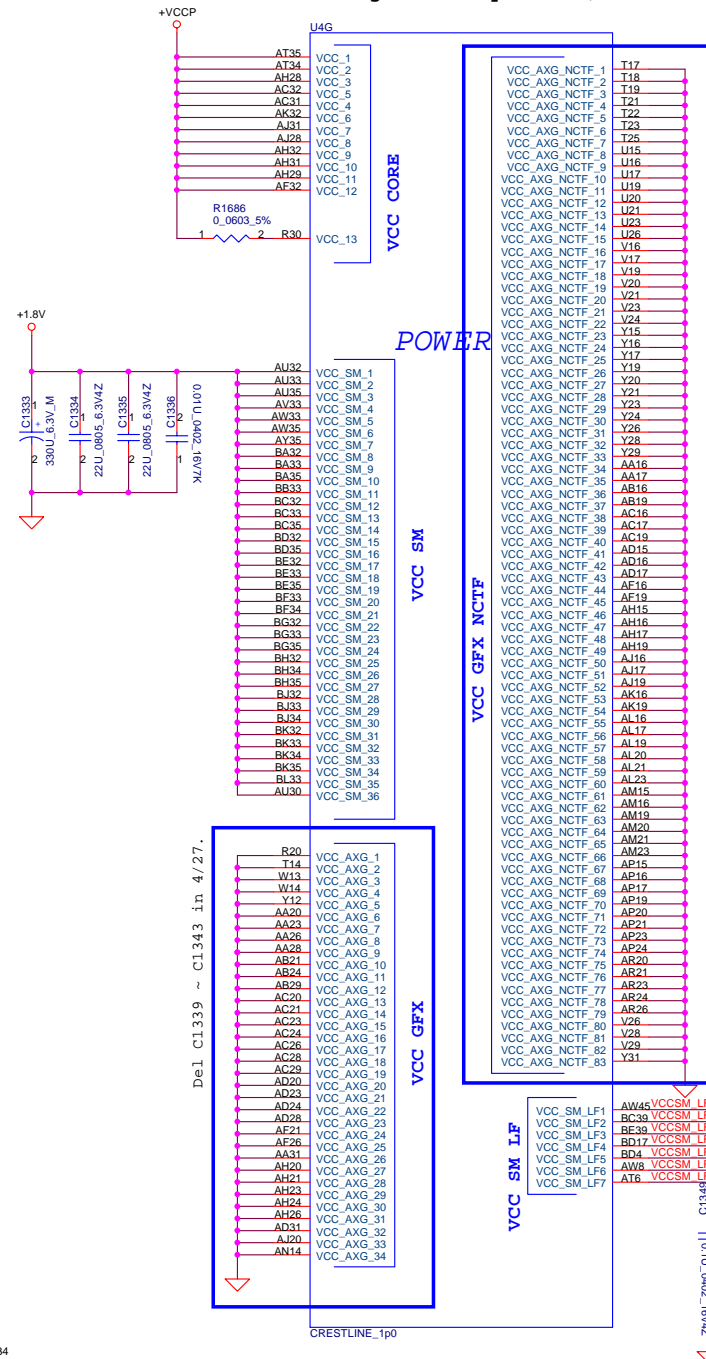 +VCCP
U4G
AT35 VCC_1
AT34 VCC_2
AH28 VCC_3
AC32 VCC_5
AC31 VCC_4
AK32 VCC_6
AJ31 VCC_7
AJ28 VCC_8
AH32 VCC_9
AH31 VCC_10
AH29 VCC_11
AF32 VCC_12
R1686
0_0603_5%
1 2 R30 VCC_13
VCC CORE
POWER
+1.8V
C1333
330U_6.3V_M
C1334
22U_0805_6.3V4Z
C1335
22U_0805_6.3V4Z
C1336
0.01U_0402_16V7K
AU32 VCC_SM_1
AU33 VCC_SM_2
AU35 VCC_SM_3
AV33 VCC_SM_4
AW33 VCC_SM_5
AW35 VCC_SM_6
AY35 VCC_SM_7
BA32 VCC_SM_8
BA33 VCC_SM_9
BA35 VCC_SM_10
BB33 VCC_SM_11
BC32 VCC_SM_12
BC33 VCC_SM_13
BC35 VCC_SM_14
BD32 VCC_SM_15
BD35 VCC_SM_16
BE32 VCC_SM_17
BE33 VCC_SM_18
BE35 VCC_SM_19
BF33 VCC_SM_20
BF34 VCC_SM_21
BG32 VCC_SM_22
BG33 VCC_SM_23
BG35 VCC_SM_24
BH32 VCC_SM_25
BH34 VCC_SM_26
BH35 VCC_SM_27
BJ32 VCC_SM_28
BJ33 VCC_SM_29
BJ34 VCC_SM_30
BK32 VCC_SM_31
BK33 VCC_SM_32
BK34 VCC_SM_33
BK35 VCC_SM_34
BL33 VCC_SM_35
AU30 VCC_SM_36
VCC SM
Del C1339 ~ C1343 in 4/27.
R20 VCC_AXG_1
T14 VCC_AXG_2
W13 VCC_AXG_3
W14 VCC_AXG_4
Y12 VCC_AXG_5
AA20 VCC_AXG_6
AA23 VCC_AXG_7
AA26 VCC_AXG_8
AA28 VCC_AXG_9
AB21 VCC_AXG_10
AB24 VCC_AXG_11
AB29 VCC_AXG_12
AC20 VCC_AXG_13
AC21 VCC_AXG_14
AC23 VCC_AXG_15
AC24 VCC_AXG_16
AC26 VCC_AXG_17
AC28 VCC_AXG_18
AC29 VCC_AXG_19
AD20 VCC_AXG_20
AD23 VCC_AXG_21
AD24 VCC_AXG_22
AD28 VCC_AXG_23
AF21 VCC_AXG_24
AF26 VCC_AXG_25
AA31 VCC_AXG_26
AH20 VCC_AXG_27
AH21 VCC_AXG_28
AH23 VCC_AXG_29
AH24 VCC_AXG_30
AH26 VCC_AXG_31
AD31 VCC_AXG_32
AJ20 VCC_AXG_33
AN14 VCC_AXG_34
VCC GFX
VCC_AXG_NCTF_1 T17
VCC_AXG_NCTF_2 T18
VCC_AXG_NCTF_3 T19
VCC_AXG_NCTF_4 T21
VCC_AXG_NCTF_5 T22
VCC_AXG_NCTF_6 T23
VCC_AXG_NCTF_7 T25
VCC_AXG_NCTF_8 U15
VCC_AXG_NCTF_9 U16
VCC_AXG_NCTF_10 U17
VCC_AXG_NCTF_11 U19
VCC_AXG_NCTF_12 U20
VCC_AXG_NCTF_13 U21
VCC_AXG_NCTF_14 U23
VCC_AXG_NCTF_15 U26
VCC_AXG_NCTF_16 V16
VCC_AXG_NCTF_17 V17
VCC_AXG_NCTF_18 V19
VCC_AXG_NCTF_19 V20
VCC_AXG_NCTF_20 V21
VCC_AXG_NCTF_21 V23
VCC_AXG_NCTF_22 V24
VCC_AXG_NCTF_23 Y15
VCC_AXG_NCTF_24 Y16
VCC_AXG_NCTF_25 Y17
VCC_AXG_NCTF_26 Y19
VCC_AXG_NCTF_27 Y20
VCC_AXG_NCTF_28 Y21
VCC_AXG_NCTF_29 Y23
VCC_AXG_NCTF_30 Y24
VCC_AXG_NCTF_31 Y26
VCC_AXG_NCTF_32 Y28
VCC_AXG_NCTF_33 Y29
VCC_AXG_NCTF_34 AA16
VCC_AXG_NCTF_35 AA17
VCC_AXG_NCTF_36 AB16
VCC_AXG_NCTF_37 AB19
VCC_AXG_NCTF_38 AC16
VCC_AXG_NCTF_39 AC17
VCC_AXG_NCTF_40 AC19
VCC_AXG_NCTF_41 AD15
VCC_AXG_NCTF_42 AD16
VCC_AXG_NCTF_43 AD17
VCC_AXG_NCTF_44 AF16
VCC_AXG_NCTF_45 AF19
VCC_AXG_NCTF_46 AH15
VCC_AXG_NCTF_47 AH16
VCC_AXG_NCTF_48 AH17
VCC_AXG_NCTF_49 AH19
VCC_AXG_NCTF_50 AJ16
VCC_AXG_NCTF_51 AJ17
VCC_AXG_NCTF_52 AJ19
VCC_AXG_NCTF_53 AK16
VCC_AXG_NCTF_54 AK19
VCC_AXG_NCTF_55 AL16
VCC_AXG_NCTF_56 AL17
VCC_AXG_NCTF_57 AL19
VCC_AXG_NCTF_58 AL20
VCC_AXG_NCTF_59 AL21
VCC_AXG_NCTF_60 AL23
VCC_AXG_NCTF_61 AM15
VCC_AXG_NCTF_62 AM16
VCC_AXG_NCTF_63 AM19
VCC_AXG_NCTF_64 AM20
VCC_AXG_NCTF_65 AM21
VCC_AXG_NCTF_66 AM23
VCC_AXG_NCTF_67 AP15
VCC_AXG_NCTF_68 AP16
VCC_AXG_NCTF_69 AP17
VCC_AXG_NCTF_70 AP19
VCC_AXG_NCTF_71 AP20
VCC_AXG_NCTF_72 AP21
VCC_AXG_NCTF_73 AP23
VCC_AXG_NCTF_74 AP24
VCC_AXG_NCTF_75 AR20
VCC_AXG_NCTF_76 AR21
VCC_AXG_NCTF_77 AR23
VCC_AXG_NCTF_78 AR24
VCC_AXG_NCTF_79 AR26
VCC_AXG_NCTF_80 V26
VCC_AXG_NCTF_81 V28
VCC_AXG_NCTF_82 V29
VCC_AXG_NCTF_83 Y31
VCC GFX NCTF
VCC_SM_LF1 AW45
VCC_SM_LF2 BC39
VCC_SM_LF3 BE39
VCC_SM_LF4 BD17
VCC_SM_LF5 BD4
VCC_SM_LF6 AW8
VCC_SM_LF7 AT6
VCC SM LF
C1349
CRESTLINE_1p0